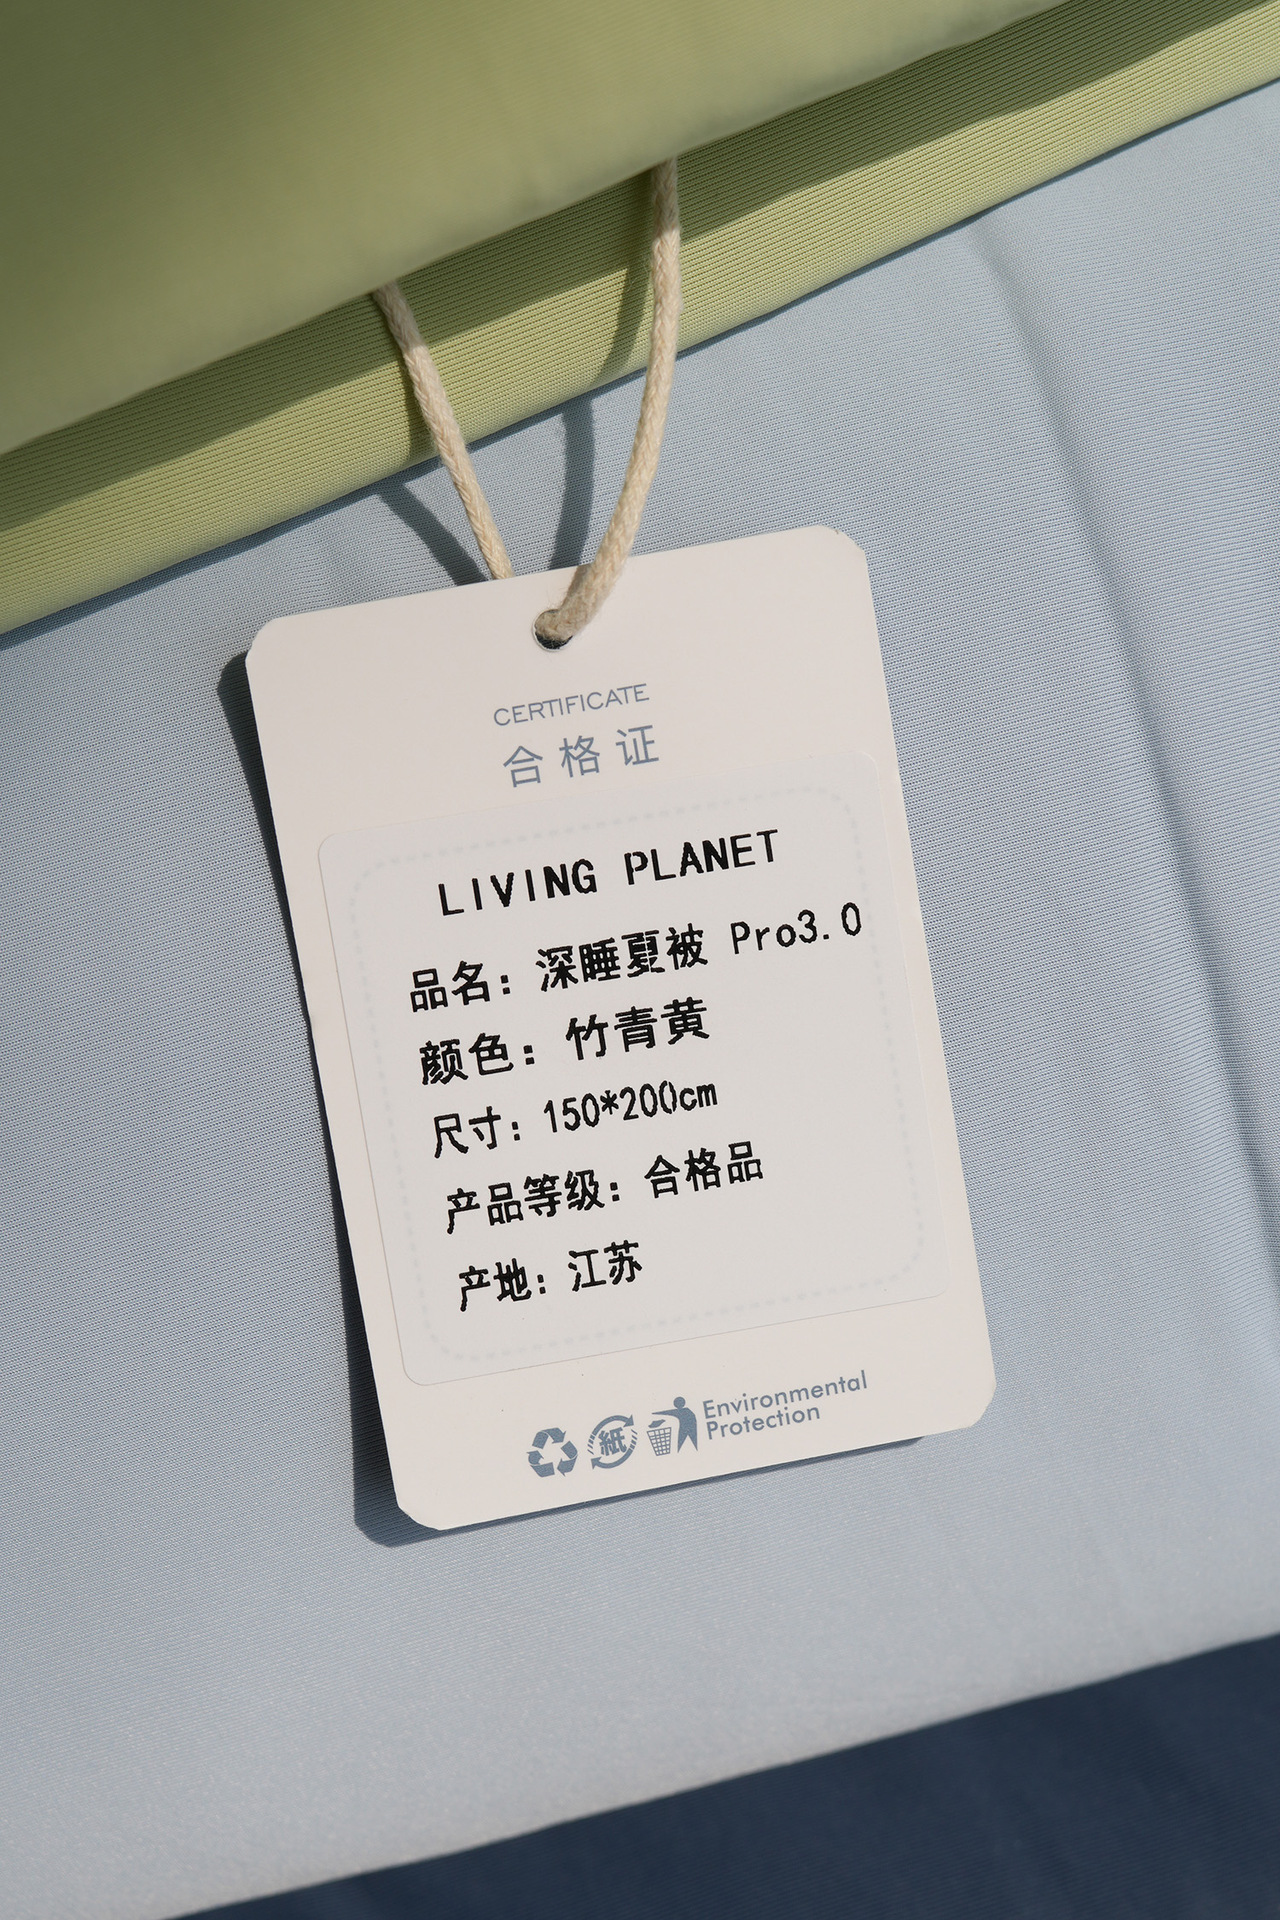 CERTIFICATE
合格证
LIVING PLANET
品名：深睡夏被 Pro3.0
颜色：竹青黄
尺寸：150*200cm
产品等级：合格品
产地：江苏
紙
Environmental
Protection